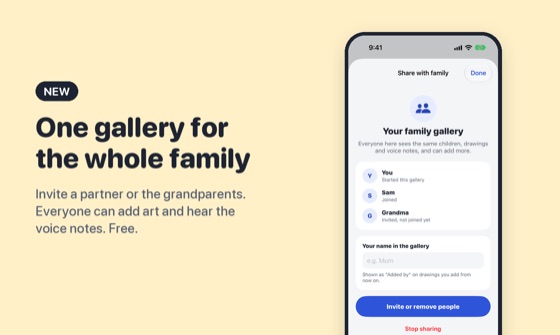 NEW
One gallery for
the whole family
Invite a partner or the grandparents.
Everyone can add art and hear the
voice notes. Free.
9:41
Share with family
Done
Your family gallery
Everyone here sees the same children, drawings
and voice notes, and can add more.
Y
You
Started this gallery
S
Sam
Joined
G
Grandma
Invited, not joined yet
Your name in the gallery
e.g. Mum
Shown as "Added by" on drawings you add from
now on.
Invite or remove people
Stop sharing